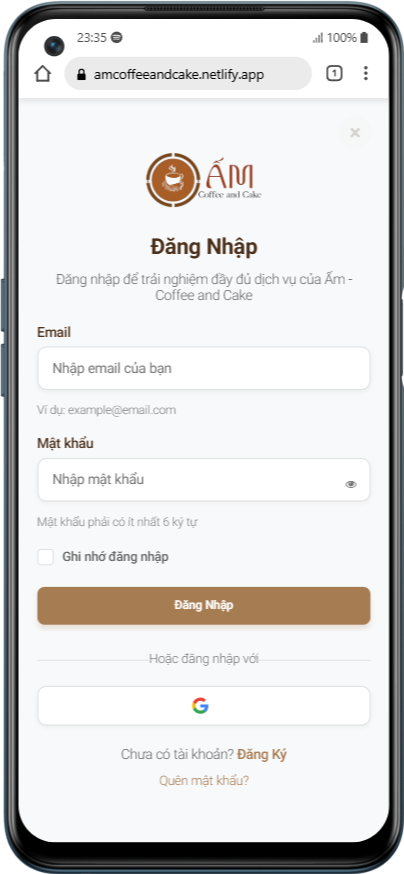 23:35
100%
amcoffeeandcake.netlify.app
1
ẤM
Coffee and Cake
Đăng Nhập
Đăng nhập để trải nghiệm đầy đủ dịch vụ của Ấm -
Coffee and Cake
Email
Nhập email của bạn
Ví dụ: example@email.com
Mật khẩu
Nhập mật khẩu
Mật khẩu phải có ít nhất 6 ký tự
Ghi nhớ đăng nhập
Đăng Nhập
Hoặc đăng nhập với
Chưa có tài khoản? Đăng Ký
Quên mật khẩu?